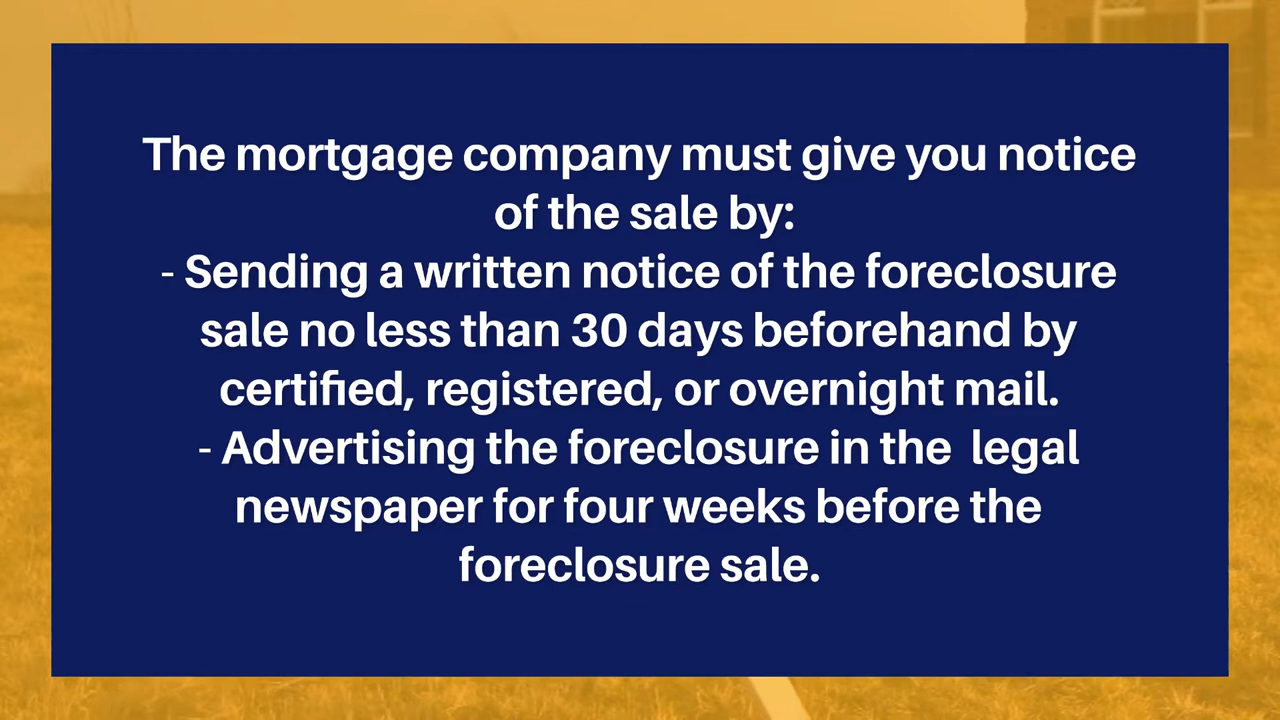 The mortgage company must give you notice
of the sale by:
- Sending a written notice of the foreclosure
sale no less than 30 days beforehand by
certified, registered, or overnight mail.
- Advertising the foreclosure in the  legal
newspaper for four weeks before the
foreclosure sale.